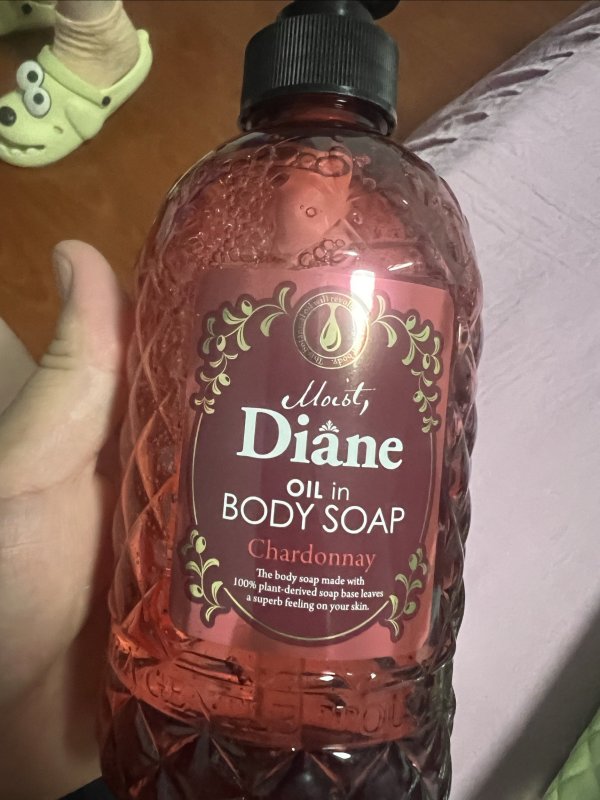 Moist,
Diâne
OIL in
BODY SOAP
Chardonnay
The body soap made with
100% plant-derived soap base leaves
a superb feeling on your skin.